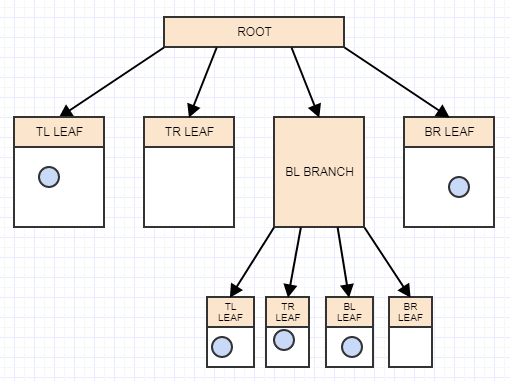 ROOT
TL LEAF
TR LEAF
BL BRANCH
BR LEAF
TL
LEAF
TR
LEAF
BL
LEAF
BR
LEAF